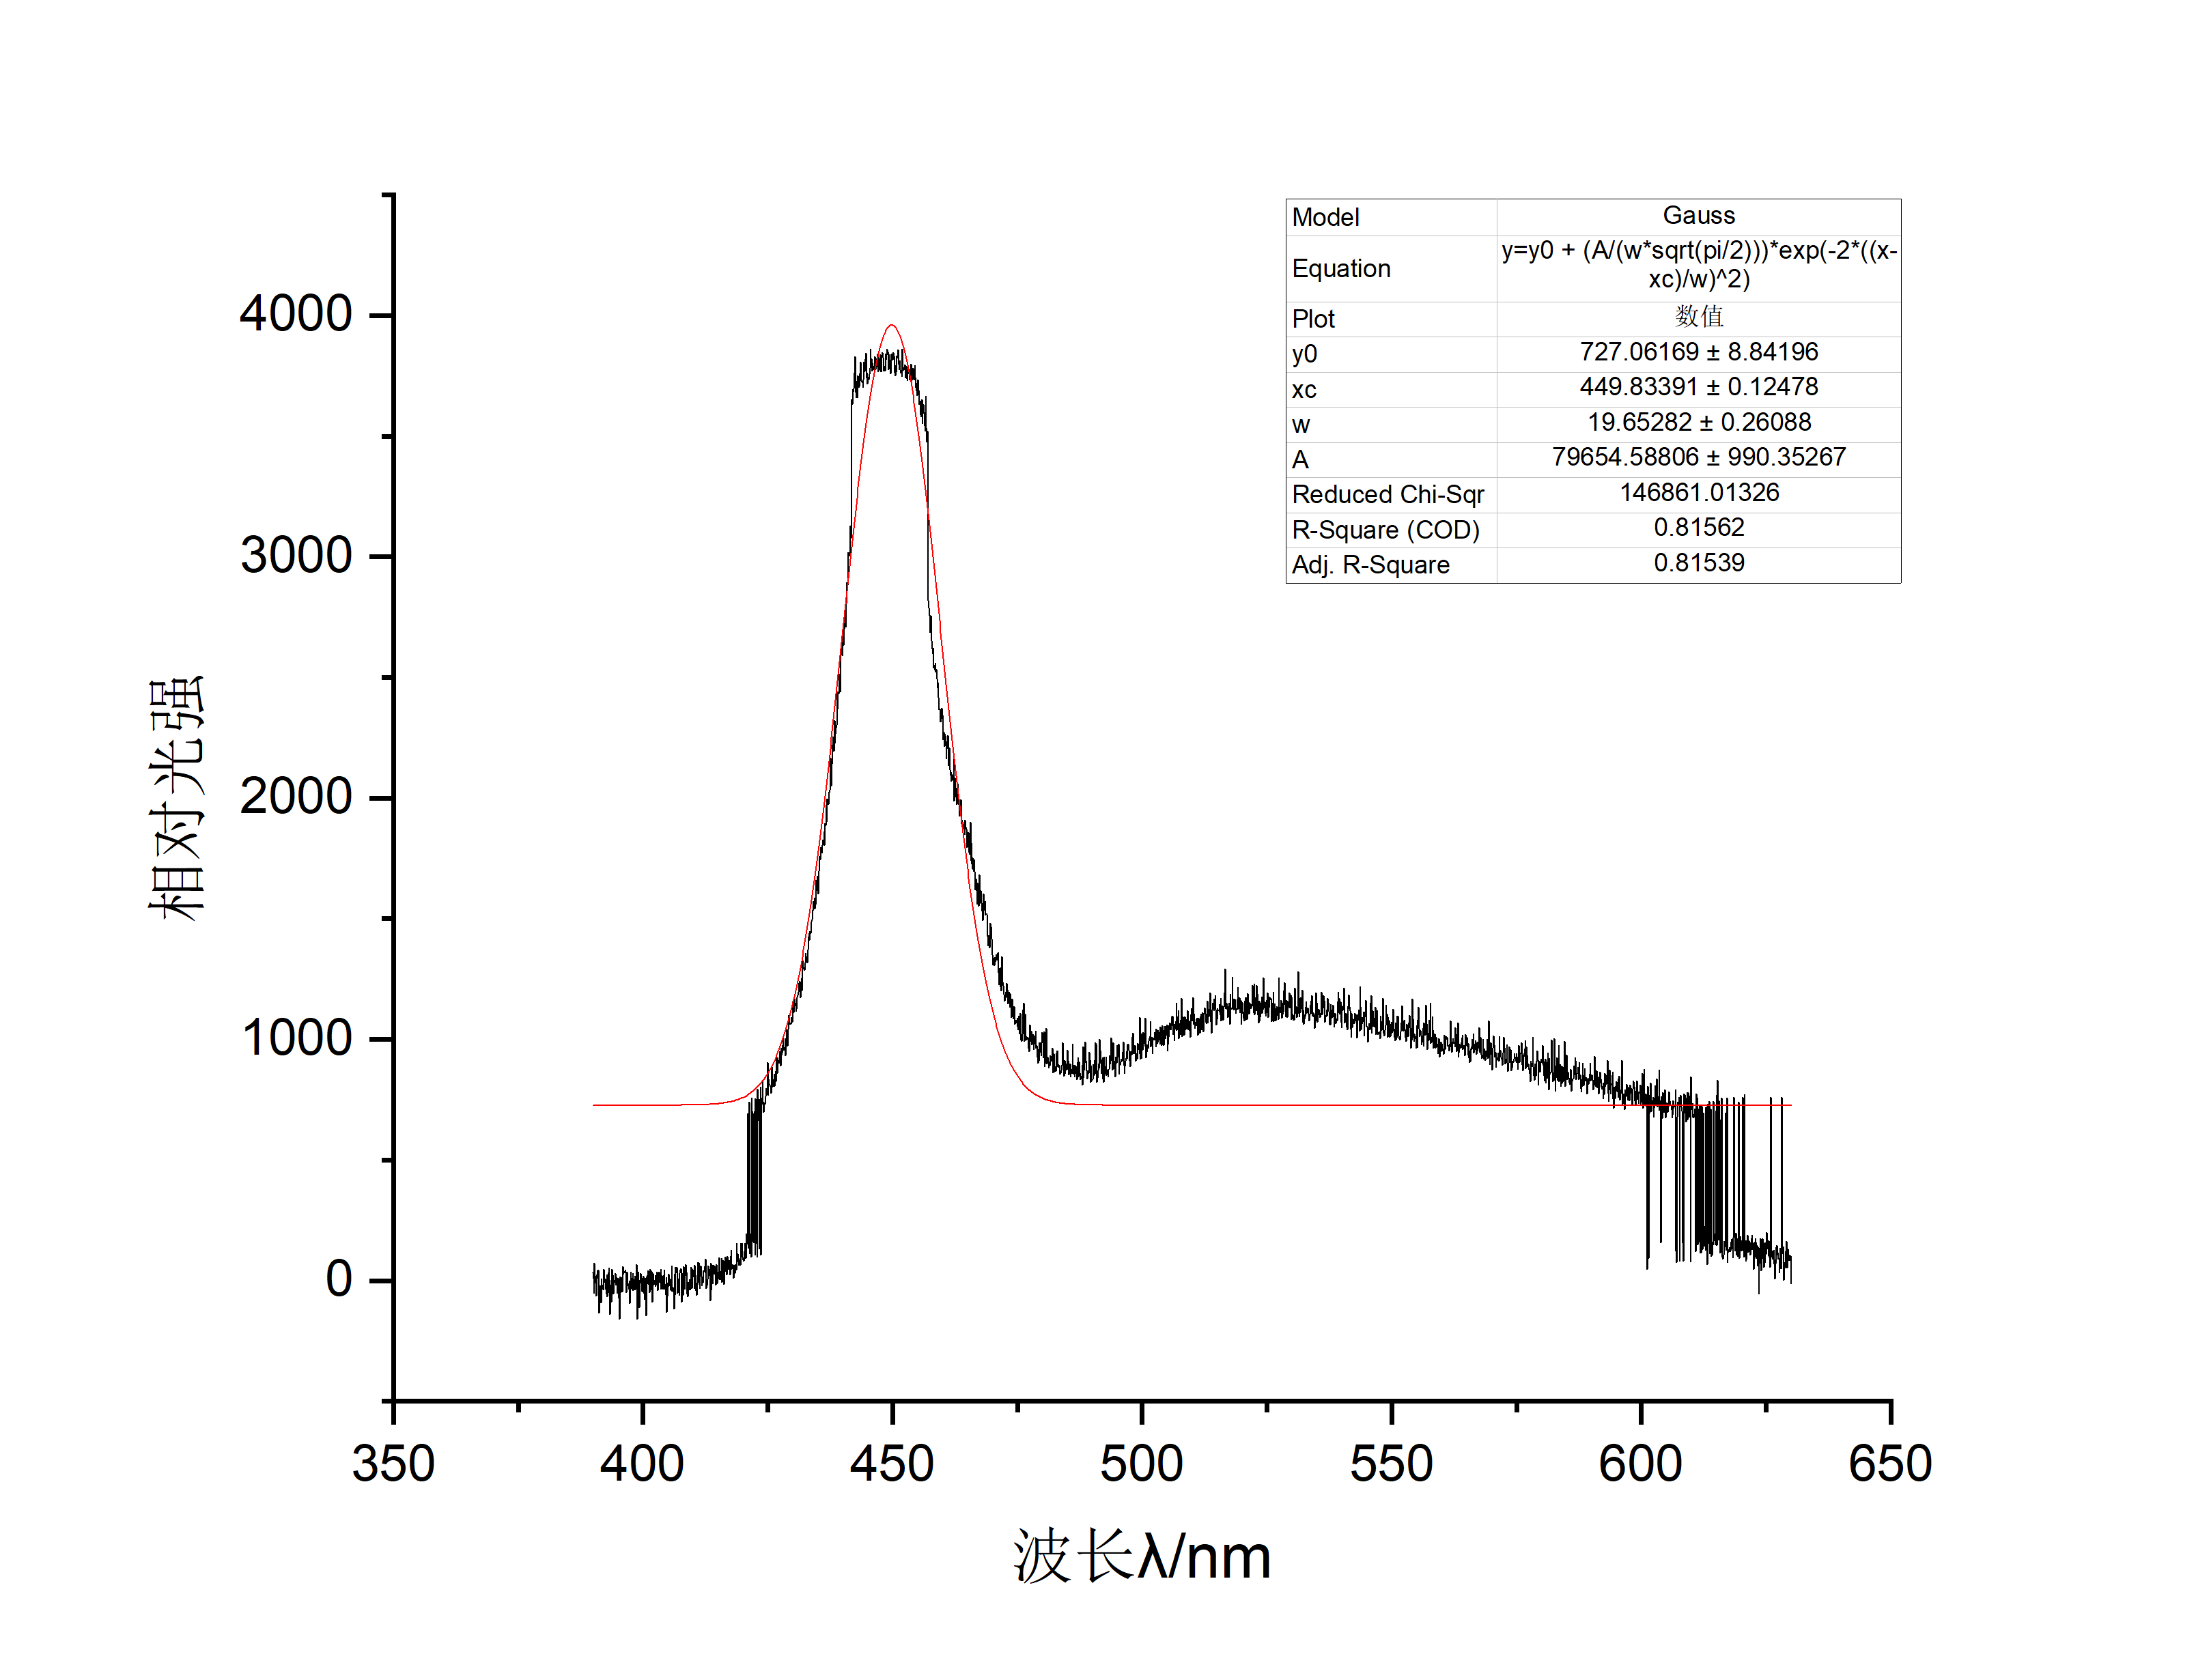 Model Gauss
Equation y=y0 + (A/(w*sqrt(pi/2)))*exp(-2*((x-
xc)/w)^2)
Plot 数值
y0 727.06169 ± 8.84196
xc 449.83391 ± 0.12478
w 19.65282 ± 0.26088
A 79654.58806 ± 990.35267
Reduced Chi-Sqr 146861.01326
R-Square (COD) 0.81562
Adj. R-Square 0.81539
4000
3000
2000
1000
0
相对光强
350 400 450 500 550 600 650
波长λ/nm